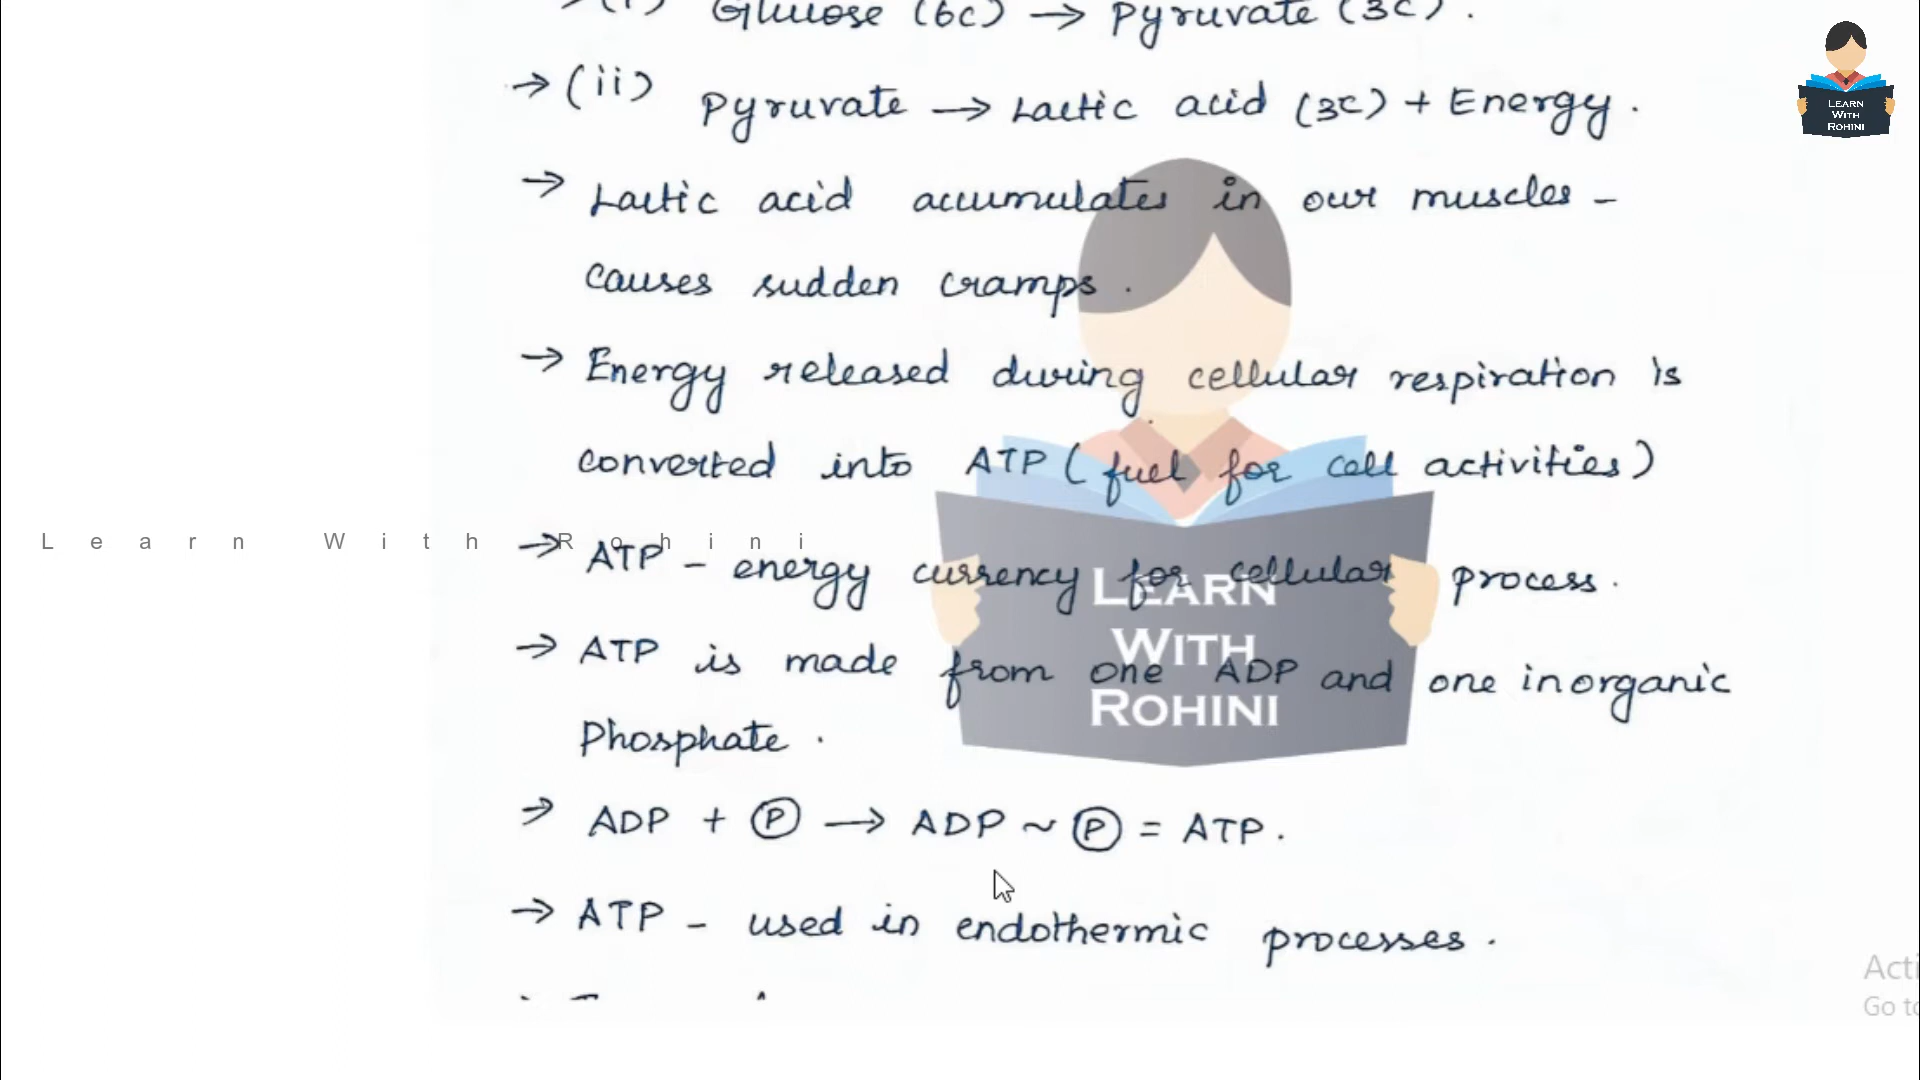 → (i) Glucose (6C) → Pyruvate (3C).
→ (ii) Pyruvate → Lactic acid (3C) + Energy.
→ Lactic acid accumulates in our muscles -
causes sudden cramps.
→ Energy released during cellular respiration is
converted into ATP (fuel for cell activities)
→ ATP - energy currency for cellular process.
→ ATP is made from one ADP and one inorganic
Phosphate.
→ ADP + Ⓟ → ADP ~ Ⓟ = ATP.
→ ATP - used in endothermic processes.
Learn With Rohini
LEARN
WITH
ROHINI
LEARN
WITH
ROHINI
Acti
Go to